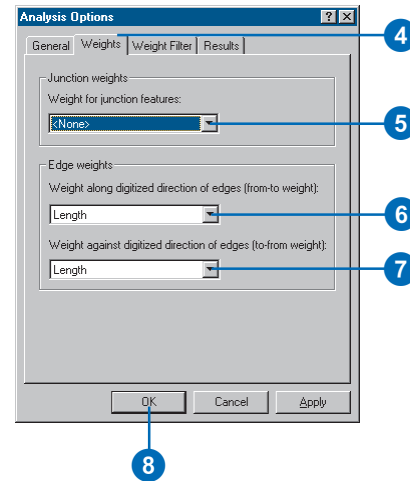 Analysis Options
General Weights Weight Filter Results
4
Junction weights
Weight for junction features:
<None>
5
Edge weights
Weight along digitized direction of edges (from-to weight):
Length
6
Weight against digitized direction of edges (to-from weight):
Length
7
OK Cancel Apply
8